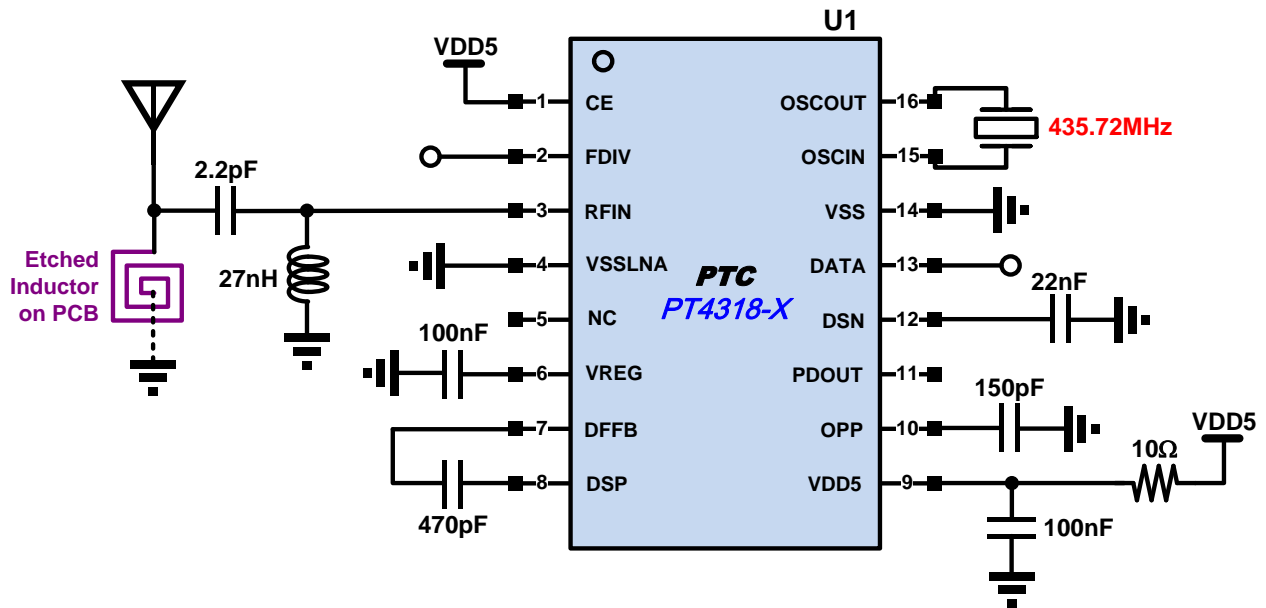 U1
VDD5
1 CE
2 FDIV
3 RFIN
4 VSSLNA
5 NC
6 VREG
7 DFFB
8 DSP
OSCOUT 16
OSCIN 15
VSS 14
DATA 13
DSN 12
PDOUT 11
OPP 10
VDD5 9
PTC
PT4318-X
435.72MHz
2.2pF
27nH
Etched
Inductor
on PCB
100nF
470pF
22nF
150pF
VDD5
10Ω
100nF